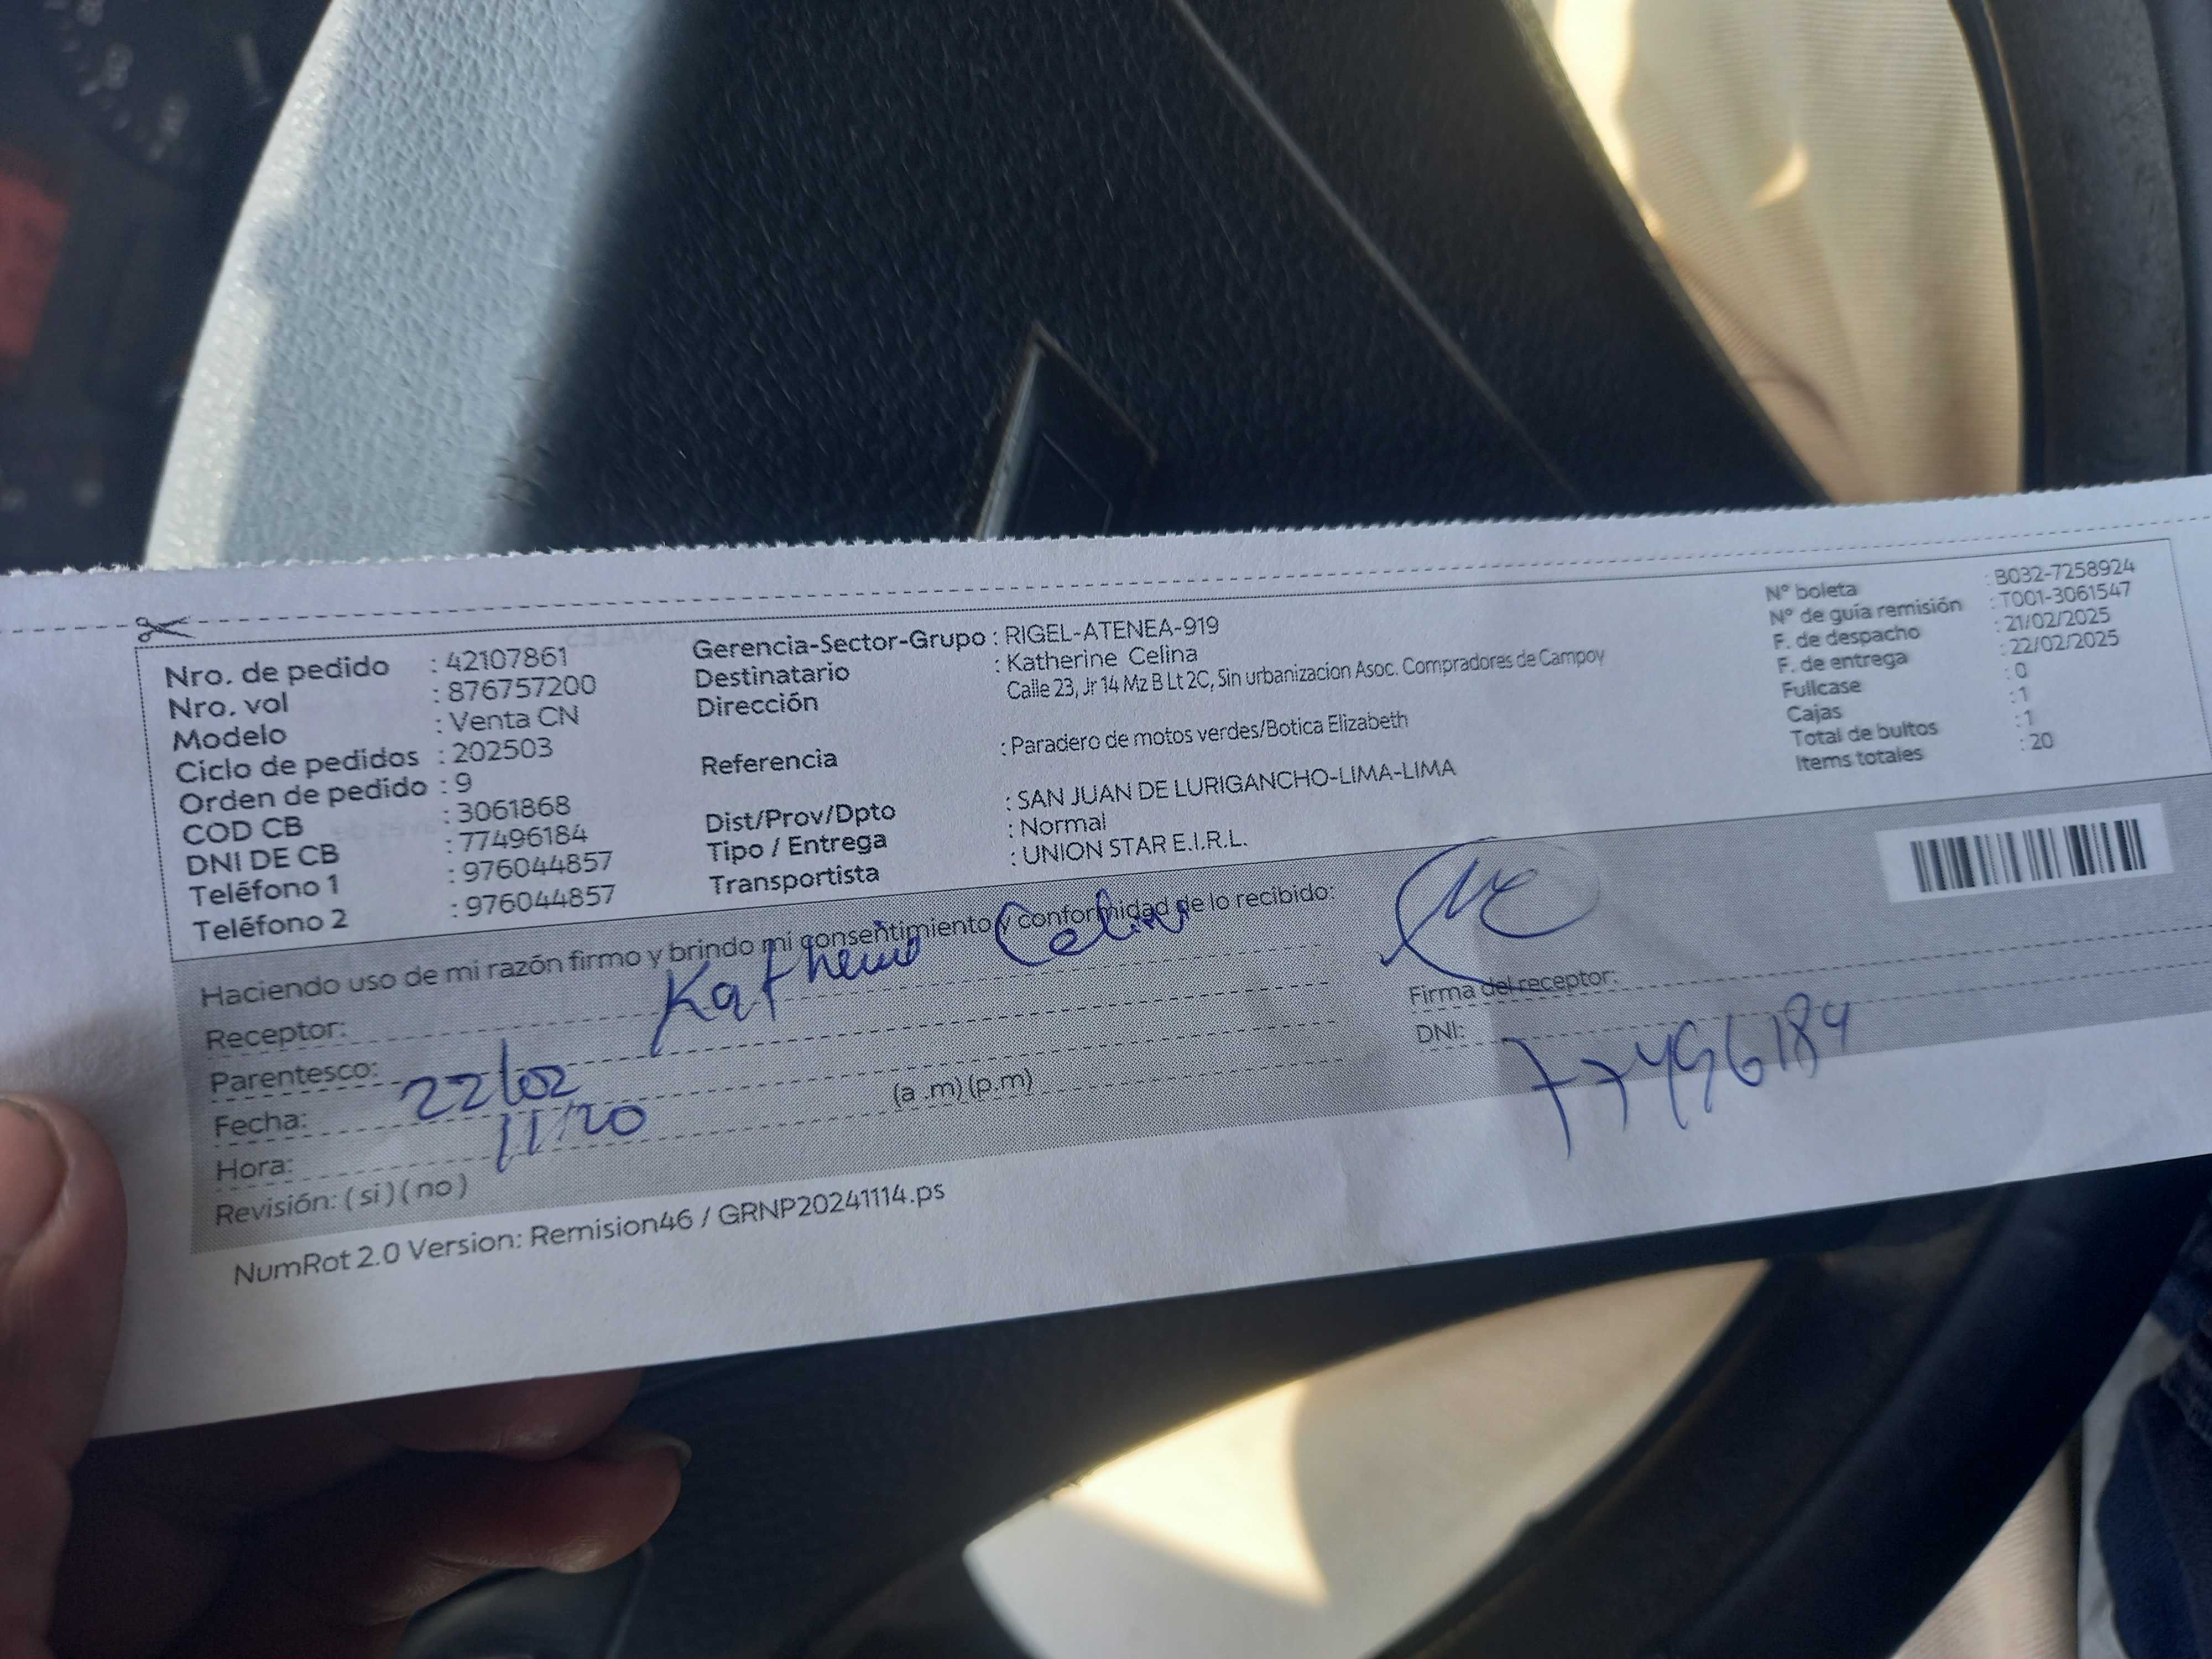 Nro. de pedido : 42107861
Nro. vol : 876757200
Modelo : Venta CN
Ciclo de pedidos : 202503
Orden de pedido : 9
COD CB : 3061868
DNI DE CB : 77496184
Teléfono 1 : 976044857
Teléfono 2 : 976044857
Gerencia-Sector-Grupo : RIGEL-ATENEA-919
Destinatario : Katherine Celina
Dirección Calle 23, Jr 14 Mz B Lt 2C, Sin urbanizacion Asoc. Compradores de Campoy
Referencia : Paradero de motos verdes/Botica Elizabeth
Dist/Prov/Dpto : SAN JUAN DE LURIGANCHO-LIMA-LIMA
Tipo / Entrega : Normal
Transportista : UNION STAR E.I.R.L.
N° boleta : B032-7258924
N° de guía remisión : T001-3061547
F. de despacho : 21/02/2025
F. de entrega : 22/02/2025
Fullcase : 0
Cajas : 1
Total de bultos : 1
Items totales : 20
Haciendo uso de mi razón firmo y brindo mi consentimiento y conformidad de lo recibido:
Receptor: Katherine Celina
Parentesco:
Fecha: 22/02
Hora: 11:20 (a .m) (p.m)
Revisión: ( si ) ( no )
Firma del receptor:
DNI: 77496184
NumRot 2.0 Version: Remision46 / GRNP20241114.ps